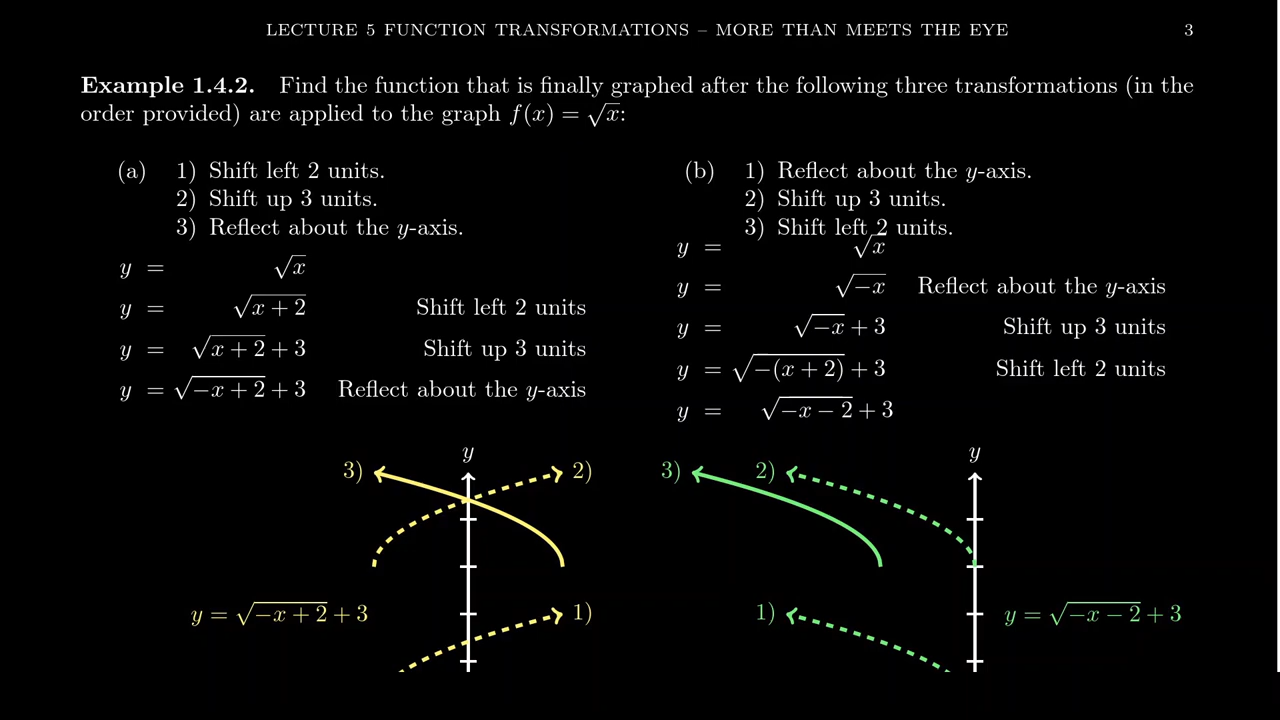 LECTURE 5 FUNCTION TRANSFORMATIONS – MORE THAN MEETS THE EYE 3
Example 1.4.2. Find the function that is finally graphed after the following three transformations (in the
order provided) are applied to the graph f(x) = √x:
(a) 1) Shift left 2 units.
2) Shift up 3 units.
3) Reflect about the y-axis.
y = √x
y = √(x + 2) Shift left 2 units
y = √(x + 2) + 3 Shift up 3 units
y = √(−x + 2) + 3 Reflect about the y-axis
(b) 1) Reflect about the y-axis.
2) Shift up 3 units.
3) Shift left 2 units.
y = √x
y = √(−x) Reflect about the y-axis
y = √(−x) + 3 Shift up 3 units
y = √(−(x + 2)) + 3 Shift left 2 units
y = √(−x − 2) + 3
y
3) 2)
y = √(−x + 2) + 3 1)
y
3) 2)
1) y = √(−x − 2) + 3